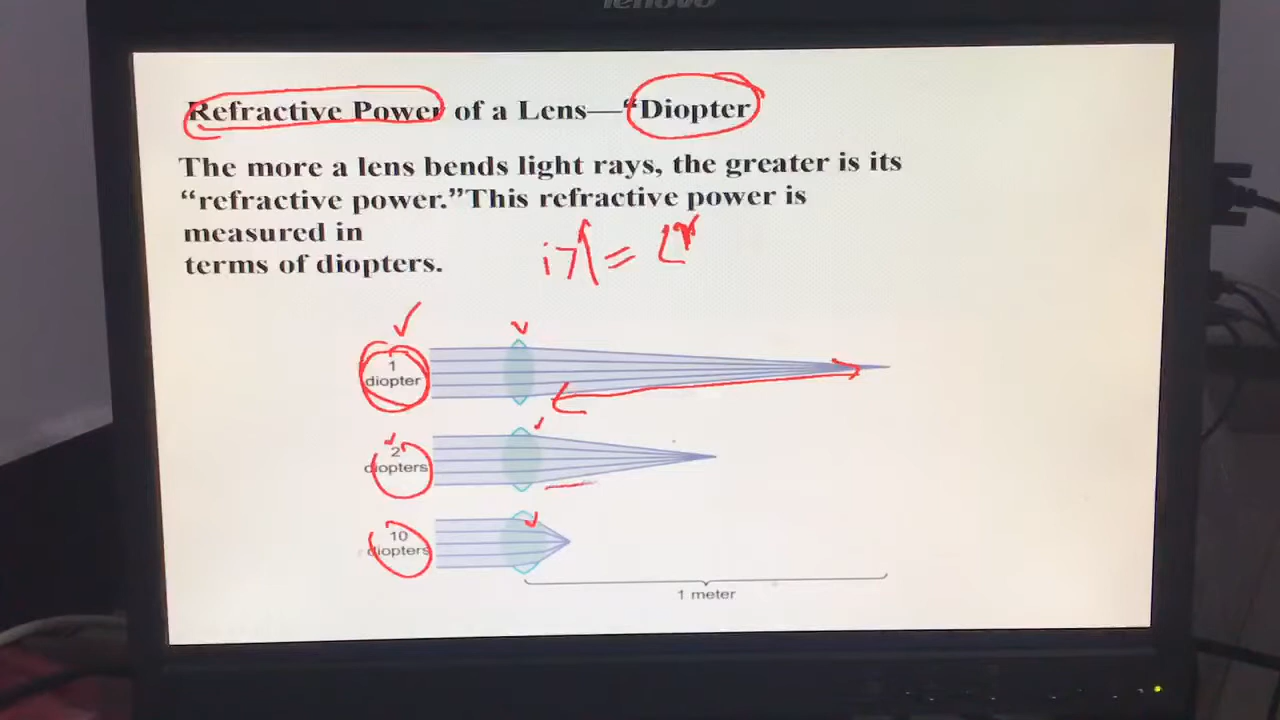 lenovo
Refractive Power of a Lens—“Diopter
The more a lens bends light rays, the greater is its
“refractive power.”This refractive power is
measured in
terms of diopters.
1
diopter
2
diopters
10
diopters
1 meter